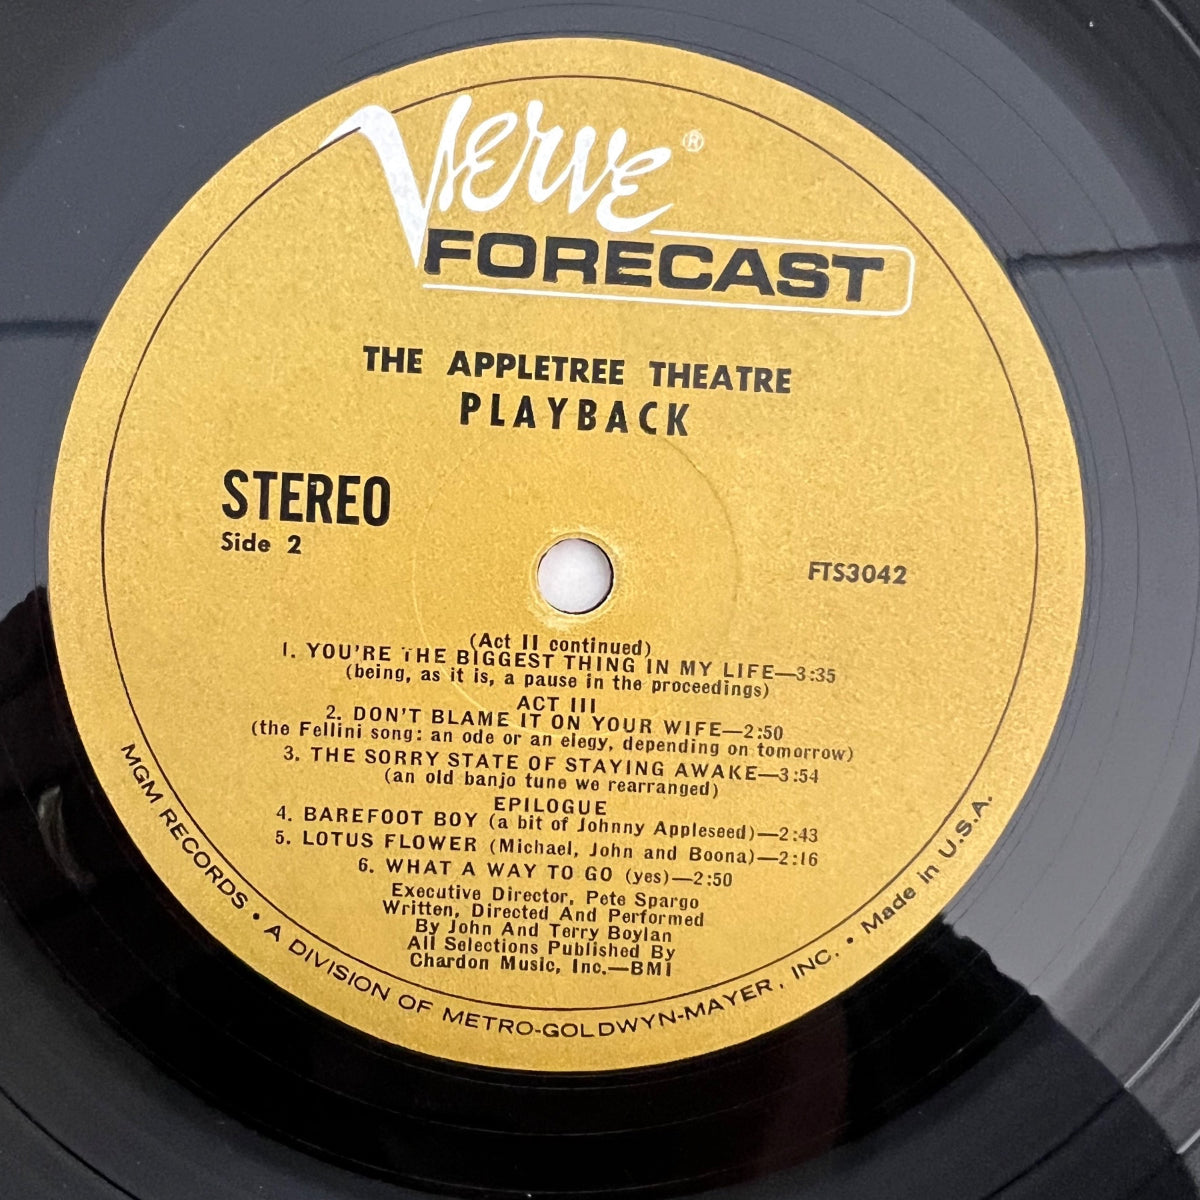 VERVE®
FORECAST
THE APPLETREE THEATRE
PLAYBACK
STEREO
Side 2
FTS3042
(Act II continued)
1. YOU'RE THE BIGGEST THING IN MY LIFE—3:35
(being, as it is, a pause in the proceedings)
ACT III
2. DON'T BLAME IT ON YOUR WIFE—2:50
(the Fellini song: an ode or an elegy, depending on tomorrow)
3. THE SORRY STATE OF STAYING AWAKE—3:54
(an old banjo tune we rearranged)
EPILOGUE
4. BAREFOOT BOY (a bit of Johnny Appleseed)—2:43
5. LOTUS FLOWER (Michael, John and Boona)—2:16
6. WHAT A WAY TO GO (yes)—2:50
Executive Director, Pete Spargo
Written, Directed And Performed
By John And Terry Boylan
All Selections Published By
Chardon Music, Inc.—BMI
MGM RECORDS • A DIVISION OF METRO-GOLDWYN-MAYER, INC. • Made in U.S.A.